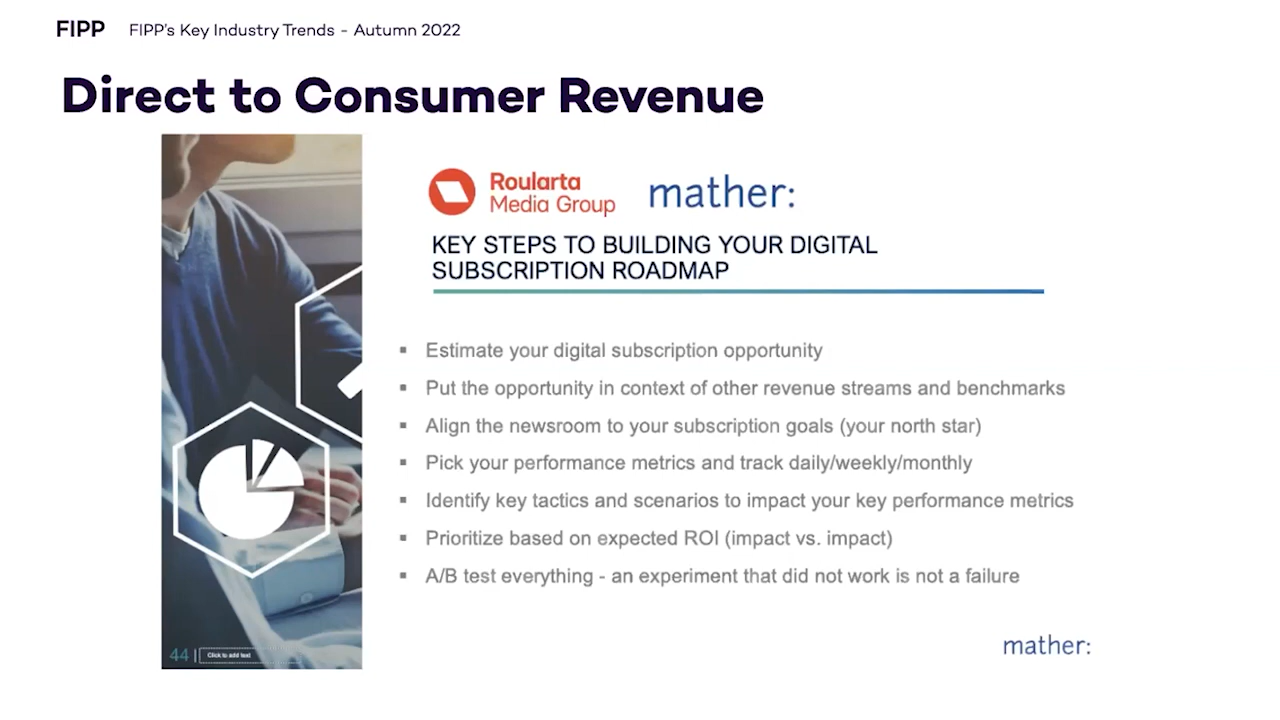 FIPP FIPP's Key Industry Trends - Autumn 2022
Direct to Consumer Revenue
Roularta
Media Group
mather:
KEY STEPS TO BUILDING YOUR DIGITAL
SUBSCRIPTION ROADMAP
▪ Estimate your digital subscription opportunity
▪ Put the opportunity in context of other revenue streams and benchmarks
▪ Align the newsroom to your subscription goals (your north star)
▪ Pick your performance metrics and track daily/weekly/monthly
▪ Identify key tactics and scenarios to impact your key performance metrics
▪ Prioritize based on expected ROI (impact vs. impact)
▪ A/B test everything - an experiment that did not work is not a failure
44 | Click to add text
mather: